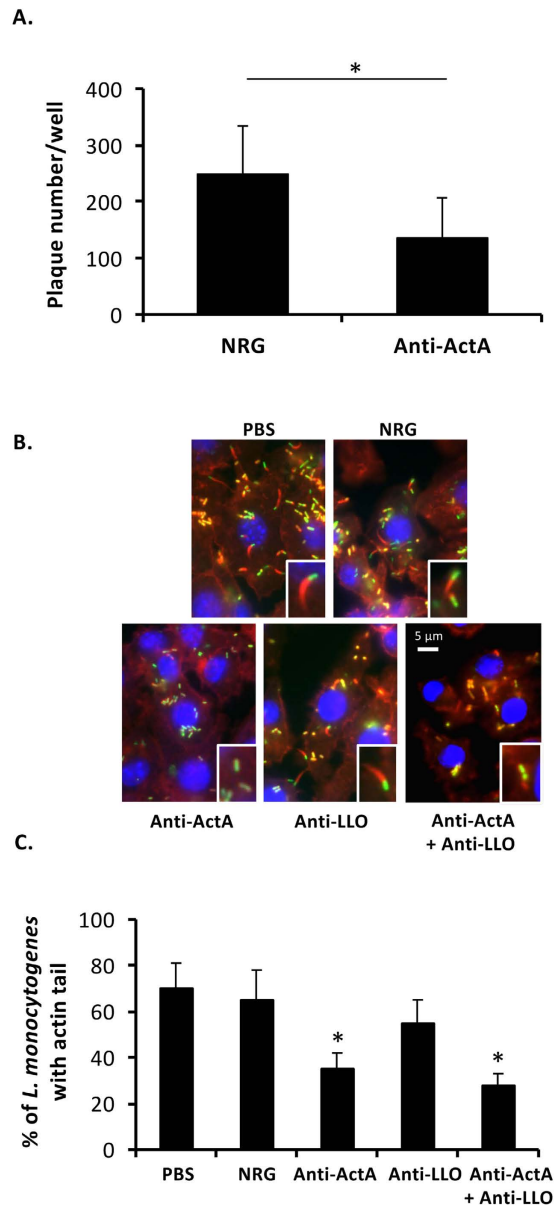 A.
*
Plaque number/well
400
300
200
100
0
NRG
Anti-ActA
B.
PBS
NRG
5 μm
Anti-ActA
Anti-LLO
Anti-ActA
+ Anti-LLO
C.
% of L. monocytogenes
with actin tail
100
80
60
40
20
0
*
*
PBS
NRG
Anti-ActA
Anti-LLO
Anti-ActA
+ Anti-LLO